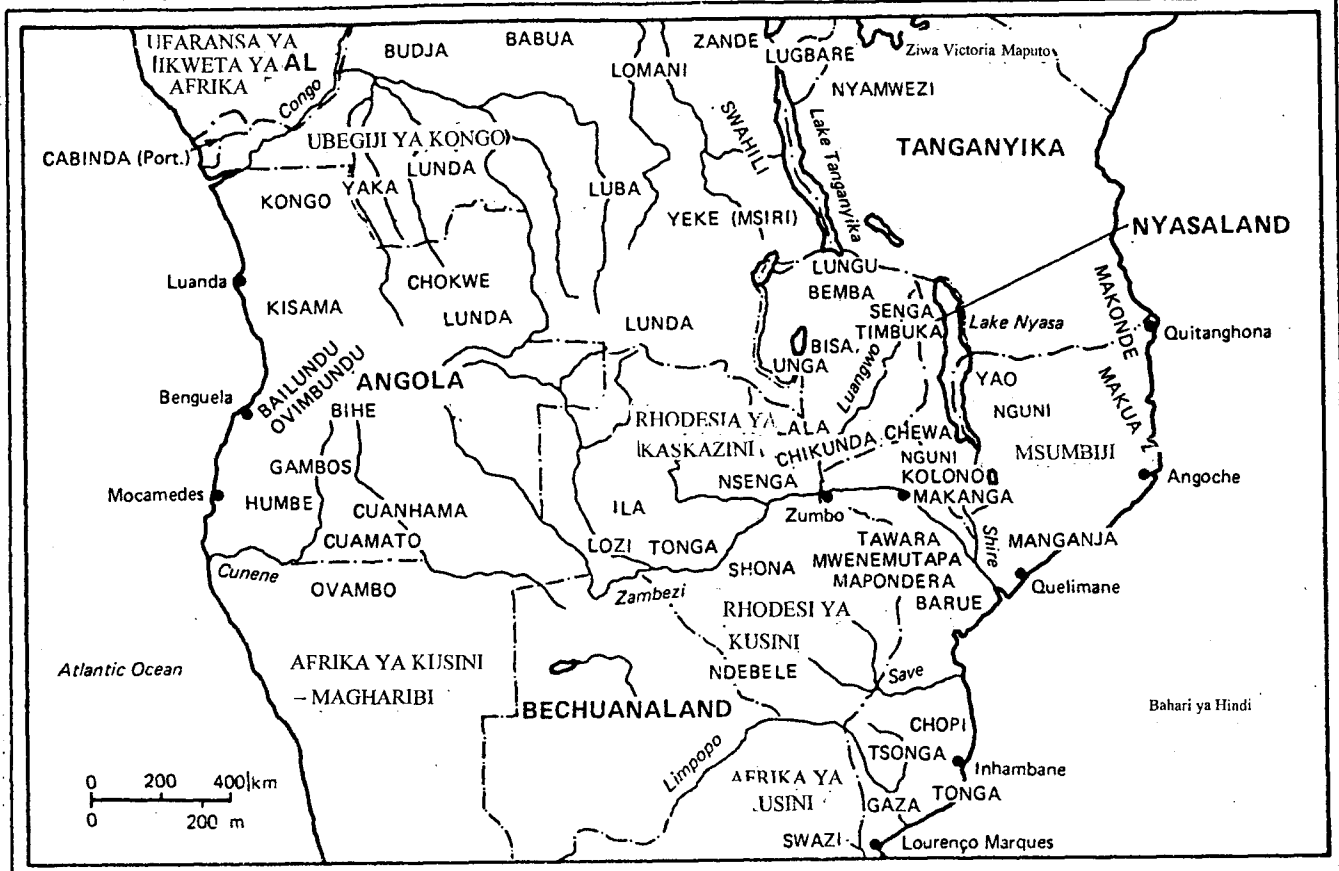 UFARANSA YA
IKWETA YA AL
AFRIKA
Congo
BUDJA
BABUA
LOMANI
ZANDE
LUGBARE
Ziwa Victoria Maputo
NYAMWEZI
SWAHILI
Lake Tanganyika
TANGANYIKA
CABINDA (Port.)
UBEGIJI YA KONGO
LUNDA
YAKA
KONGO
LUBA
YEKE (MSIRI)
NYASALAND
Luanda
CHOKWE
KISAMA
LUNDA
LUNDA
LUNGU
BEMBA
SENGA
TIMBUKA
Lake Nyasa
MAKONDE
Quitanghona
BISA,
UNGA
Luangwo
YAO
MAKUA
Benguela
BAILUNDU
OVIMBUNDU
ANGOLA
BIHE
RHODESIA YA
KASKAZINI
ALA
CHIKUNDA
CHEWA
NGUNI
NGUNI
MSUMBIJI
KOLONO
Angoche
GAMBOS
Mocamedes
HUMBE
NSENGA
MAKANGA
Zumbo
CUANHAMA
ILA
CUAMATO
LOZI
TONGA
TAWARA
Shire
MANGANJA
Cunene
OVAMBO
SHONA
MWENEMUTAPA
MAPONDERA
Zambezi
BARUE
Quelimane
RHODESI YA
KUSINI
Atlantic Ocean
AFRIKA YA KUSINI
– MAGHARIBI
NDEBELE
Save
BECHUANALAND
Bahari ya Hindi
CHOPI
TSONGA
Limpopo
Inhambane
AFRIKA YA
USINI
TONGA
GAZA
0 200 400 km
0 200 m
SWAZI
Lourenço Marques